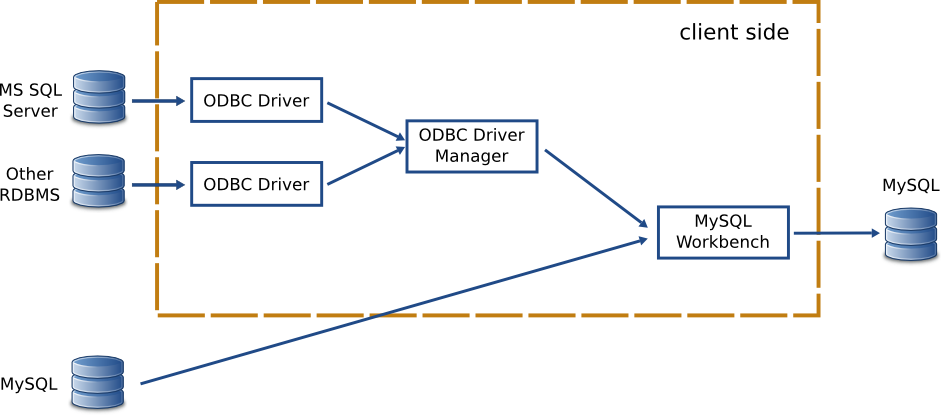 client side
MS SQL
Server
ODBC Driver
ODBC Driver
Manager
Other
RDBMS
ODBC Driver
MySQL
Workbench
MySQL
MySQL